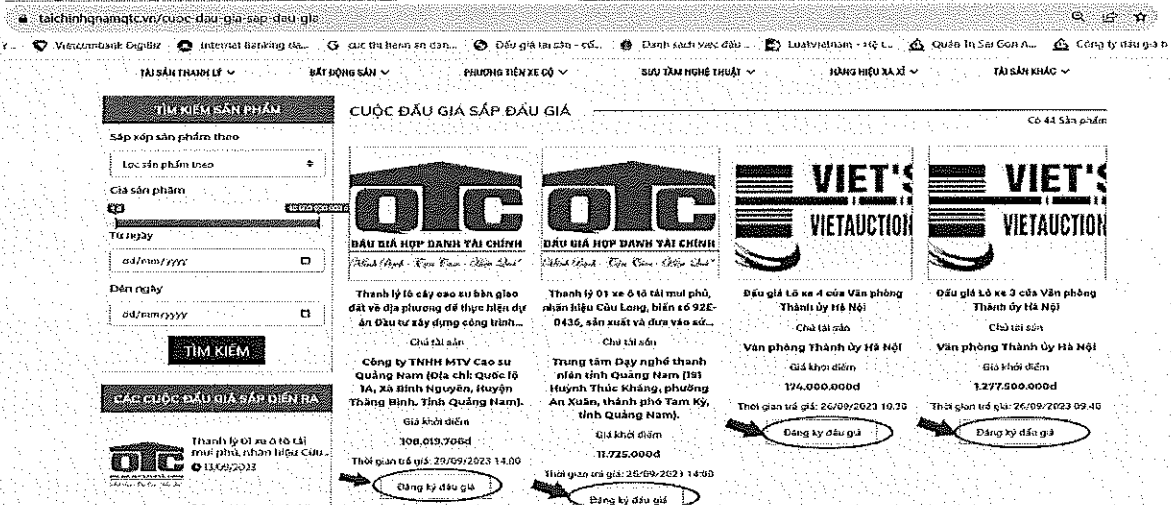 taichinhqnamqtc.vn/cuoc-dau-gia-sap-dau-gia
Vietcombank Digibiz
Internet Banking
Đấu giá tài sản - số...
Danh sách việc đấu...
Luatvietnam -
Quán In Sài Gòn A...
Công ty đấu giá
TÀI SẢN THANH LÝ
BẤT ĐỘNG SẢN
PHƯƠNG TIỆN XE CỘ
SƯU TẦM NGHỆ THUẬT
HÀNG HIỆU XA XỈ
TÀI SẢN KHÁC
TÌM KIẾM SẢN PHẨM
Sắp xếp sản phẩm theo
Lọc sản phẩm theo
Giá sản phẩm
Từ ngày
dd/mm/yyyy
Đến ngày
dd/mm/yyyy
TÌM KIẾM
CÁC CUỘC ĐẤU GIÁ SẮP DIỄN RA
QTC
Thanh lý 01 xe ô tô tải
mui phủ, nhãn hiệu Cửu...
13/09/2023
CUỘC ĐẤU GIÁ SẮP ĐẤU GIÁ
Có 44 Sản phẩm
QTC
ĐẤU GIÁ HỢP DANH TÀI CHÍNH
Thanh lý lô cây cao su bàn giao
đất về địa phương để thực hiện dự
án Đầu tư xây dựng công trình...
Chủ tài sản
Công ty TNHH MTV Cao su
Quảng Nam (Địa chỉ: Quốc lộ
1A, Xã Bình Nguyên, Huyện
Thăng Bình, Tỉnh Quảng Nam).
Giá khởi điểm
108.019.706đ
Thời gian trả giá: 29/09/2023 14:00
Đăng ký đấu giá
QTC
ĐẤU GIÁ HỢP DANH TÀI CHÍNH
Thanh lý 01 xe ô tô tải mui phủ,
nhãn hiệu Cửu Long, biển số 92E-
0436, sản xuất và đưa vào sử...
Chủ tài sản
Trung tâm Dạy nghề thanh
niên tỉnh Quảng Nam (191
Huỳnh Thúc Kháng, phường
An Xuân, thành phố Tam Kỳ,
tỉnh Quảng Nam).
Giá khởi điểm
11.725.000đ
Thời gian trả giá: 26/09/2023 14:00
Đăng ký đấu giá
VIET'S
VIETAUCTION
Đấu giá Lô xe 4 của Văn phòng
Thành ủy Hà Nội
Chủ tài sản
Văn phòng Thành ủy Hà Nội
Giá khởi điểm
174.000.000đ
Thời gian trả giá: 26/09/2023 10:30
Đăng ký đấu giá
VIET'S
VIETAUCTION
Đấu giá Lô xe 3 của Văn phòng
Thành ủy Hà Nội
Chủ tài sản
Văn phòng Thành ủy Hà Nội
Giá khởi điểm
1.277.500.000đ
Thời gian trả giá: 26/09/2023 09:40
Đăng ký đấu giá